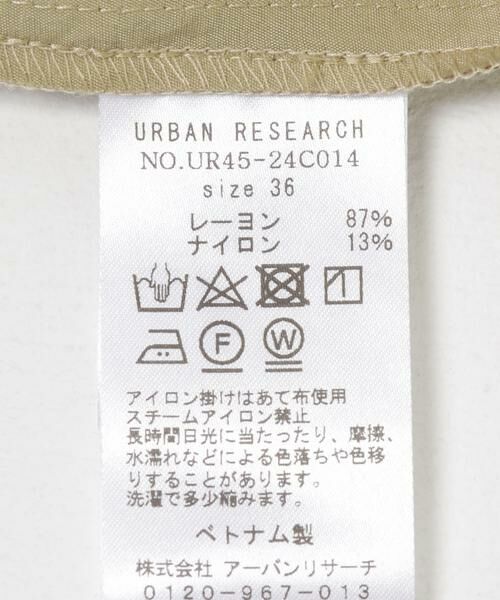 URBAN RESEARCH
NO.UR45-24C014
size 36
レーヨン 87%
ナイロン 13%
F W
アイロン掛けはあて布使用
スチームアイロン禁止
長時間日光に当たったり、摩擦、
水濡れなどによる色落ちや色移
りすることがあります。
洗濯で多少縮みます。
ベトナム製
株式会社 アーバンリサーチ
0120-967-013